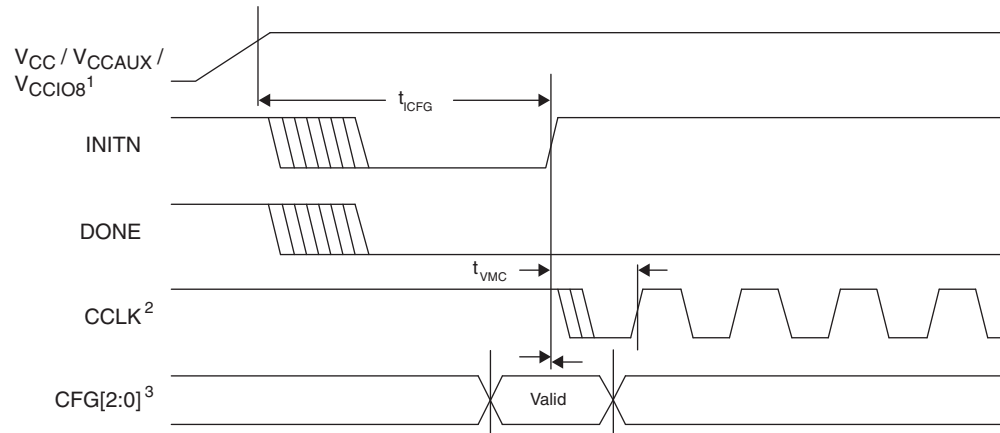 VCC / VCCAUX /
VCCIO8¹
tICFG
INITN
DONE
tVMC
CCLK²
CFG[2:0]³
Valid